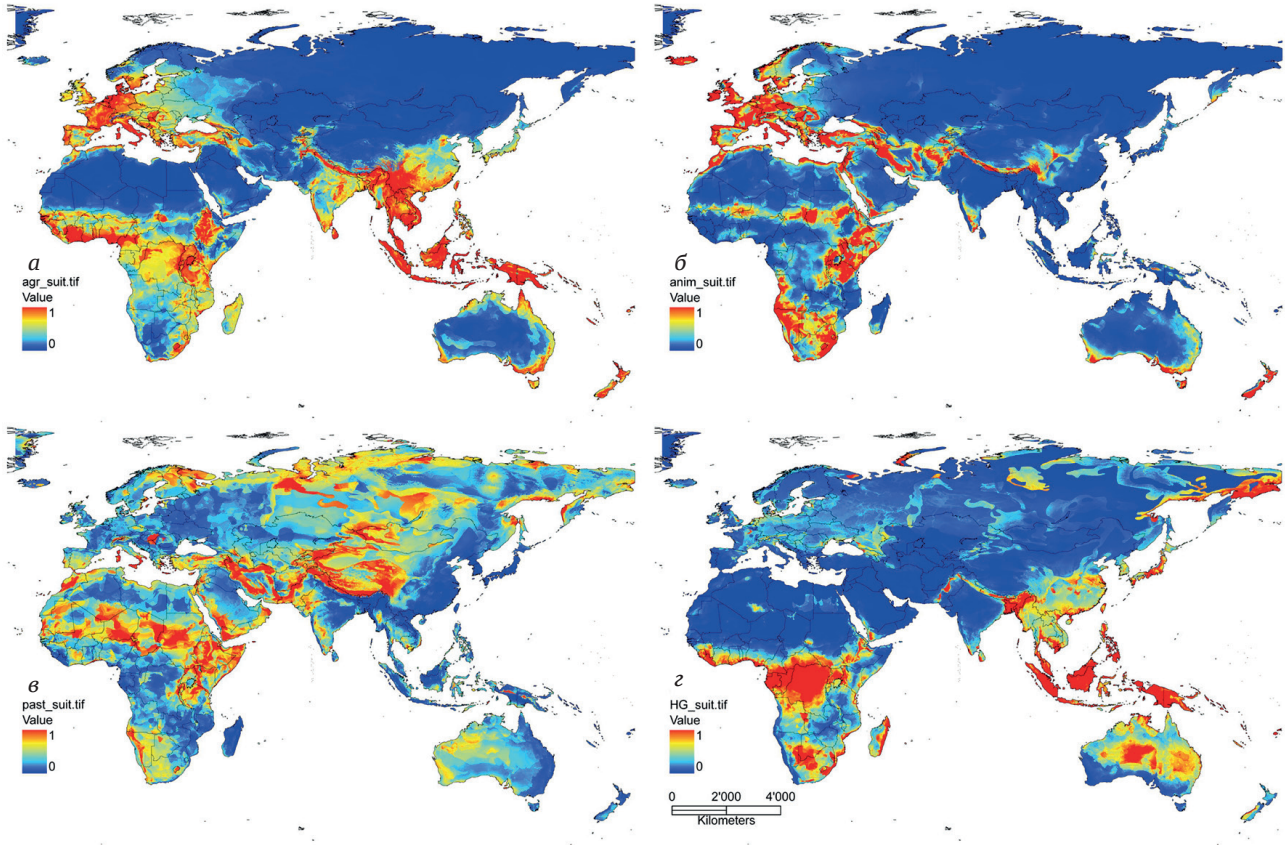 а
agr_suit.tif
Value
1
0
б
anim_suit.tif
Value
1
0
в
past_suit.tif
Value
1
0
г
HG_suit.tif
Value
1
0
0 2'000 4'000
Kilometers